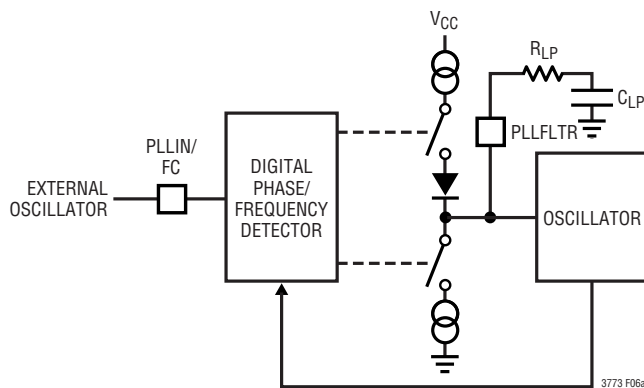 VCC
RLP
CLP
PLLFLTR
PLLIN/
FC
EXTERNAL
OSCILLATOR
DIGITAL
PHASE/
FREQUENCY
DETECTOR
OSCILLATOR
3773 F06a